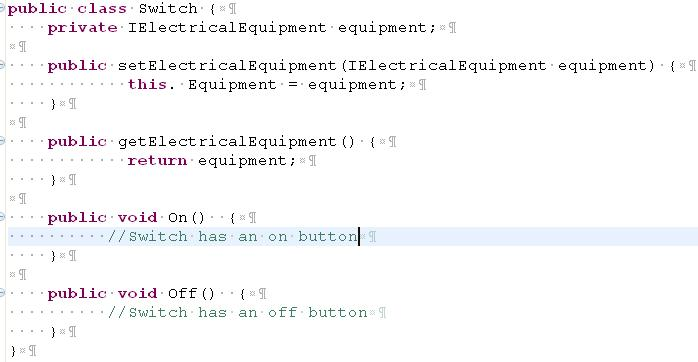 public class Switch {
private IElectricalEquipment equipment;
public setElectricalEquipment(IElectricalEquipment equipment) {
this. Equipment = equipment;
}
public getElectricalEquipment() {
return equipment;
}
public void On()  {
//Switch has an on button
}
public void Off()  {
//Switch has an off button
}
}